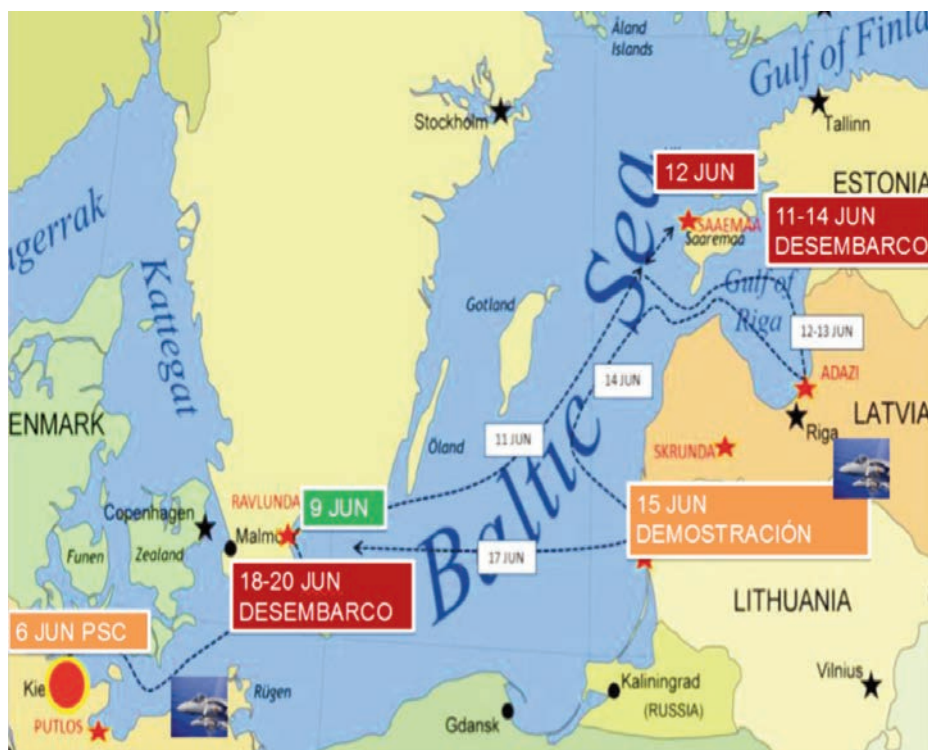 Åland
Islands
Gulf of Finla
Stockholm
Tallinn
12 JUN
ESTONIA
SAAEMAA
Saaremaa
11-14 JUN
DESEMBARCO
agerrak
Kattegat
Gotland
Baltic Sea
Gulf of
Riga
12-13 JUN
14 JUN
ADAZI
ENMARK
11 JUN
LATVIA
Riga
Öland
SKRUNDA
RAVLUNDA
9 JUN
15 JUN
DEMOSTRACIÓN
Copenhagen
Malmo
Funen
Zealand
17 JUN
18-20 JUN
DESEMBARCO
LITHUANIA
6 JUN PSC
Kie
Rügen
Kaliningrad
(RUSSIA)
Vilnius
PUTLOS
Gdansk